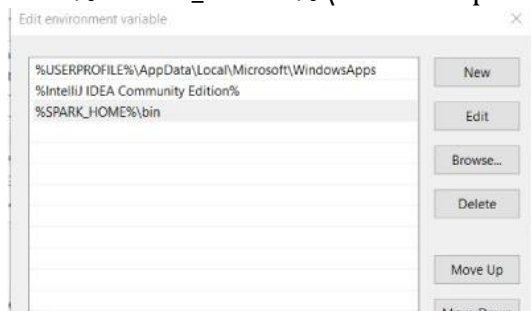 Edit environment variable
%USERPROFILE%\AppData\Local\Microsoft\WindowsApps
New
%IntelliJ IDEA Community Edition%
%SPARK_HOME%\bin
Edit
Browse...
Delete
Move Up